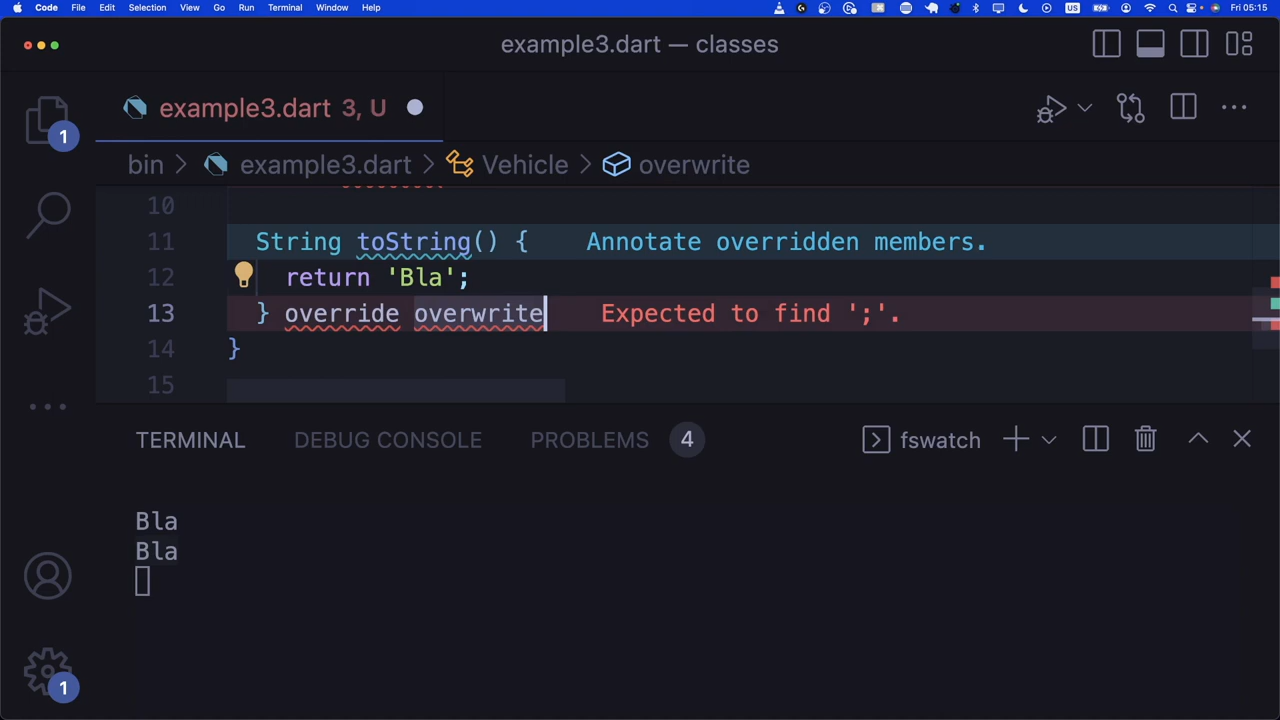 Code File Edit Selection View Go Run Terminal Window Help US Fri 05:15
example3.dart — classes
example3.dart 3, U
1
bin > example3.dart > Vehicle > overwrite
10
11 String toString() { Annotate overridden members.
12 return 'Bla';
13 } override overwrite Expected to find ';'.
14 }
15
TERMINAL DEBUG CONSOLE PROBLEMS 4 fswatch
Bla
Bla
1